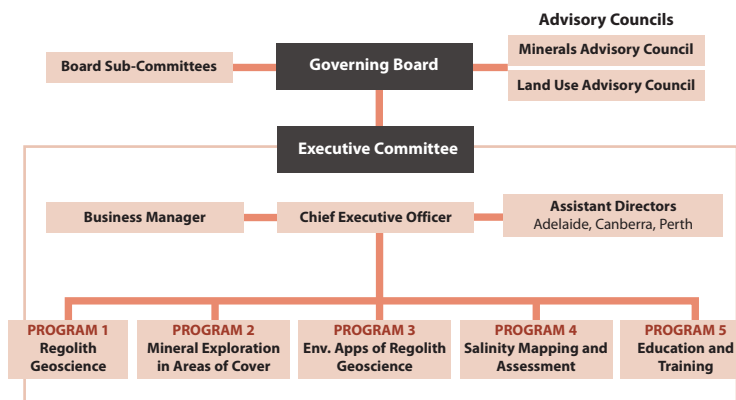 Advisory Councils
Board Sub-Committees
Governing Board
Minerals Advisory Council
Land Use Advisory Council
Executive Committee
Business Manager
Chief Executive Officer
Assistant Directors
Adelaide, Canberra, Perth
PROGRAM 1
Regolith
Geoscience
PROGRAM 2
Mineral Exploration
in Areas of Cover
PROGRAM 3
Env. Apps of Regolith
Geoscience
PROGRAM 4
Salinity Mapping and
Assessment
PROGRAM 5
Education and
Training